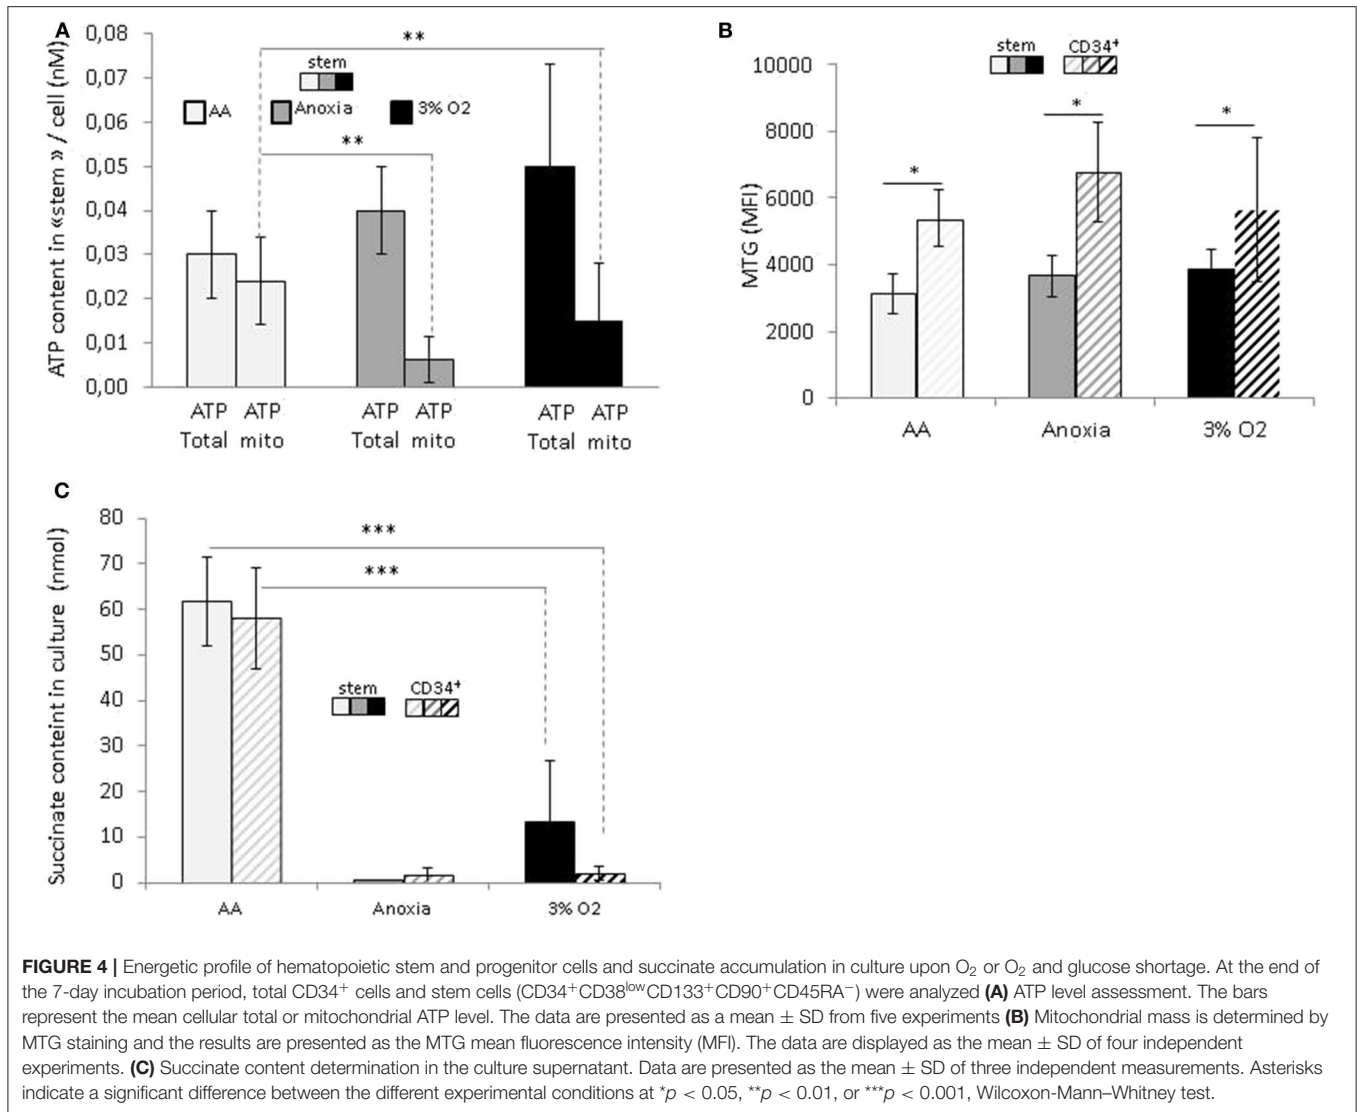 A
ATP content in «stem » / cell (nM)
0,08
0,07
0,06
0,05
0,04
0,03
0,02
0,01
0,00
**
stem
AA
Anoxia
3% O2
**
ATP ATP ATP ATP ATP ATP
Total mito Total mito Total mito
B
MTG (MFI)
10000
8000
6000
4000
2000
0
stem CD34⁺
*
*
*
AA Anoxia 3% O2
C
Succinate conteint in culture (nmol)
80
70
60
50
40
30
20
10
0
***
***
stem CD34⁺
AA Anoxia 3% O2
FIGURE 4 | Energetic profile of hematopoietic stem and progenitor cells and succinate accumulation in culture upon O₂ or O₂ and glucose shortage. At the end of
the 7-day incubation period, total CD34⁺ cells and stem cells (CD34⁺CD38ˡᵒʷCD133⁺CD90⁺CD45RA⁻) were analyzed (A) ATP level assessment. The bars
represent the mean cellular total or mitochondrial ATP level. The data are presented as a mean ± SD from five experiments (B) Mitochondrial mass is determined by
MTG staining and the results are presented as the MTG mean fluorescence intensity (MFI). The data are displayed as the mean ± SD of four independent
experiments. (C) Succinate content determination in the culture supernatant. Data are presented as the mean ± SD of three independent measurements. Asterisks
indicate a significant difference between the different experimental conditions at *p < 0.05, **p < 0.01, or ***p < 0.001, Wilcoxon-Mann–Whitney test.